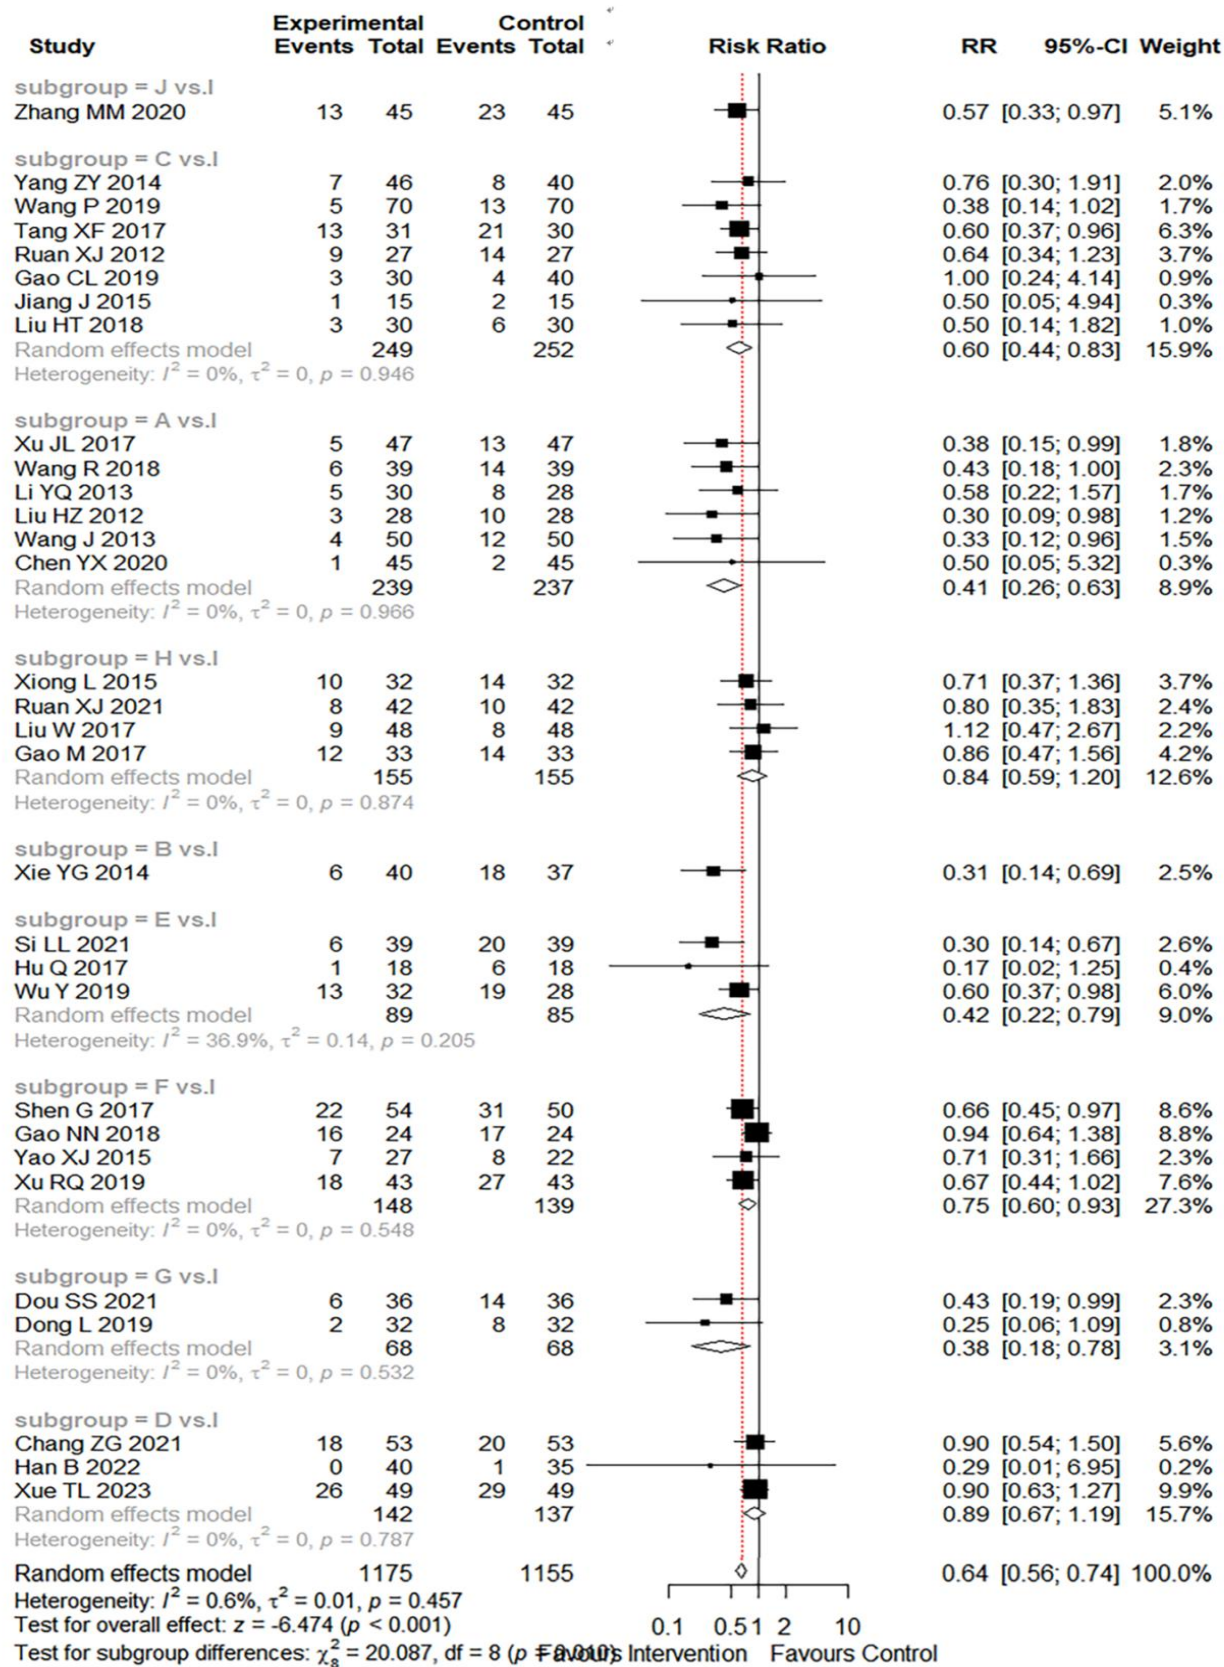 Experimental Control
Study Events Total Events Total Risk Ratio RR 95%-CI Weight
subgroup = J vs.I
Zhang MM 2020 13 45 23 45 0.57 [0.33; 0.97] 5.1%
subgroup = C vs.I
Yang ZY 2014 7 46 8 40 0.76 [0.30; 1.91] 2.0%
Wang P 2019 5 70 13 70 0.38 [0.14; 1.02] 1.7%
Tang XF 2017 13 31 21 30 0.60 [0.37; 0.96] 6.3%
Ruan XJ 2012 9 27 14 27 0.64 [0.34; 1.23] 3.7%
Gao CL 2019 3 30 4 40 1.00 [0.24; 4.14] 0.9%
Jiang J 2015 1 15 2 15 0.50 [0.05; 4.94] 0.3%
Liu HT 2018 3 30 6 30 0.50 [0.14; 1.82] 1.0%
Random effects model 249 252 0.60 [0.44; 0.83] 15.9%
Heterogeneity: I² = 0%, τ² = 0, p = 0.946
subgroup = A vs.I
Xu JL 2017 5 47 13 47 0.38 [0.15; 0.99] 1.8%
Wang R 2018 6 39 14 39 0.43 [0.18; 1.00] 2.3%
Li YQ 2013 5 30 8 28 0.58 [0.22; 1.57] 1.7%
Liu HZ 2012 3 28 10 28 0.30 [0.09; 0.98] 1.2%
Wang J 2013 4 50 12 50 0.33 [0.12; 0.96] 1.5%
Chen YX 2020 1 45 2 45 0.50 [0.05; 5.32] 0.3%
Random effects model 239 237 0.41 [0.26; 0.63] 8.9%
Heterogeneity: I² = 0%, τ² = 0, p = 0.966
subgroup = H vs.I
Xiong L 2015 10 32 14 32 0.71 [0.37; 1.36] 3.7%
Ruan XJ 2021 8 42 10 42 0.80 [0.35; 1.83] 2.4%
Liu W 2017 9 48 8 48 1.12 [0.47; 2.67] 2.2%
Gao M 2017 12 33 14 33 0.86 [0.47; 1.56] 4.2%
Random effects model 155 155 0.84 [0.59; 1.20] 12.6%
Heterogeneity: I² = 0%, τ² = 0, p = 0.874
subgroup = B vs.I
Xie YG 2014 6 40 18 37 0.31 [0.14; 0.69] 2.5%
subgroup = E vs.I
Si LL 2021 6 39 20 39 0.30 [0.14; 0.67] 2.6%
Hu Q 2017 1 18 6 18 0.17 [0.02; 1.25] 0.4%
Wu Y 2019 13 32 19 28 0.60 [0.37; 0.98] 6.0%
Random effects model 89 85 0.42 [0.22; 0.79] 9.0%
Heterogeneity: I² = 36.9%, τ² = 0.14, p = 0.205
subgroup = F vs.I
Shen G 2017 22 54 31 50 0.66 [0.45; 0.97] 8.6%
Gao NN 2018 16 24 17 24 0.94 [0.64; 1.38] 8.8%
Yao XJ 2015 7 27 8 22 0.71 [0.31; 1.66] 2.3%
Xu RQ 2019 18 43 27 43 0.67 [0.44; 1.02] 7.6%
Random effects model 148 139 0.75 [0.60; 0.93] 27.3%
Heterogeneity: I² = 0%, τ² = 0, p = 0.548
subgroup = G vs.I
Dou SS 2021 6 36 14 36 0.43 [0.19; 0.99] 2.3%
Dong L 2019 2 32 8 32 0.25 [0.06; 1.09] 0.8%
Random effects model 68 68 0.38 [0.18; 0.78] 3.1%
Heterogeneity: I² = 0%, τ² = 0, p = 0.532
subgroup = D vs.I
Chang ZG 2021 18 53 20 53 0.90 [0.54; 1.50] 5.6%
Han B 2022 0 40 1 35 0.29 [0.01; 6.95] 0.2%
Xue TL 2023 26 49 29 49 0.90 [0.63; 1.27] 9.9%
Random effects model 142 137 0.89 [0.67; 1.19] 15.7%
Heterogeneity: I² = 0%, τ² = 0, p = 0.787
Random effects model 1175 1155 0.64 [0.56; 0.74] 100.0%
Heterogeneity: I² = 0.6%, τ² = 0.01, p = 0.457
Test for overall effect: z = -6.474 (p < 0.001) 0.1 0.5 1 2 10
Test for subgroup differences: χ²₈ = 20.087, df = 8 (p = Favours Intervention Favours Control